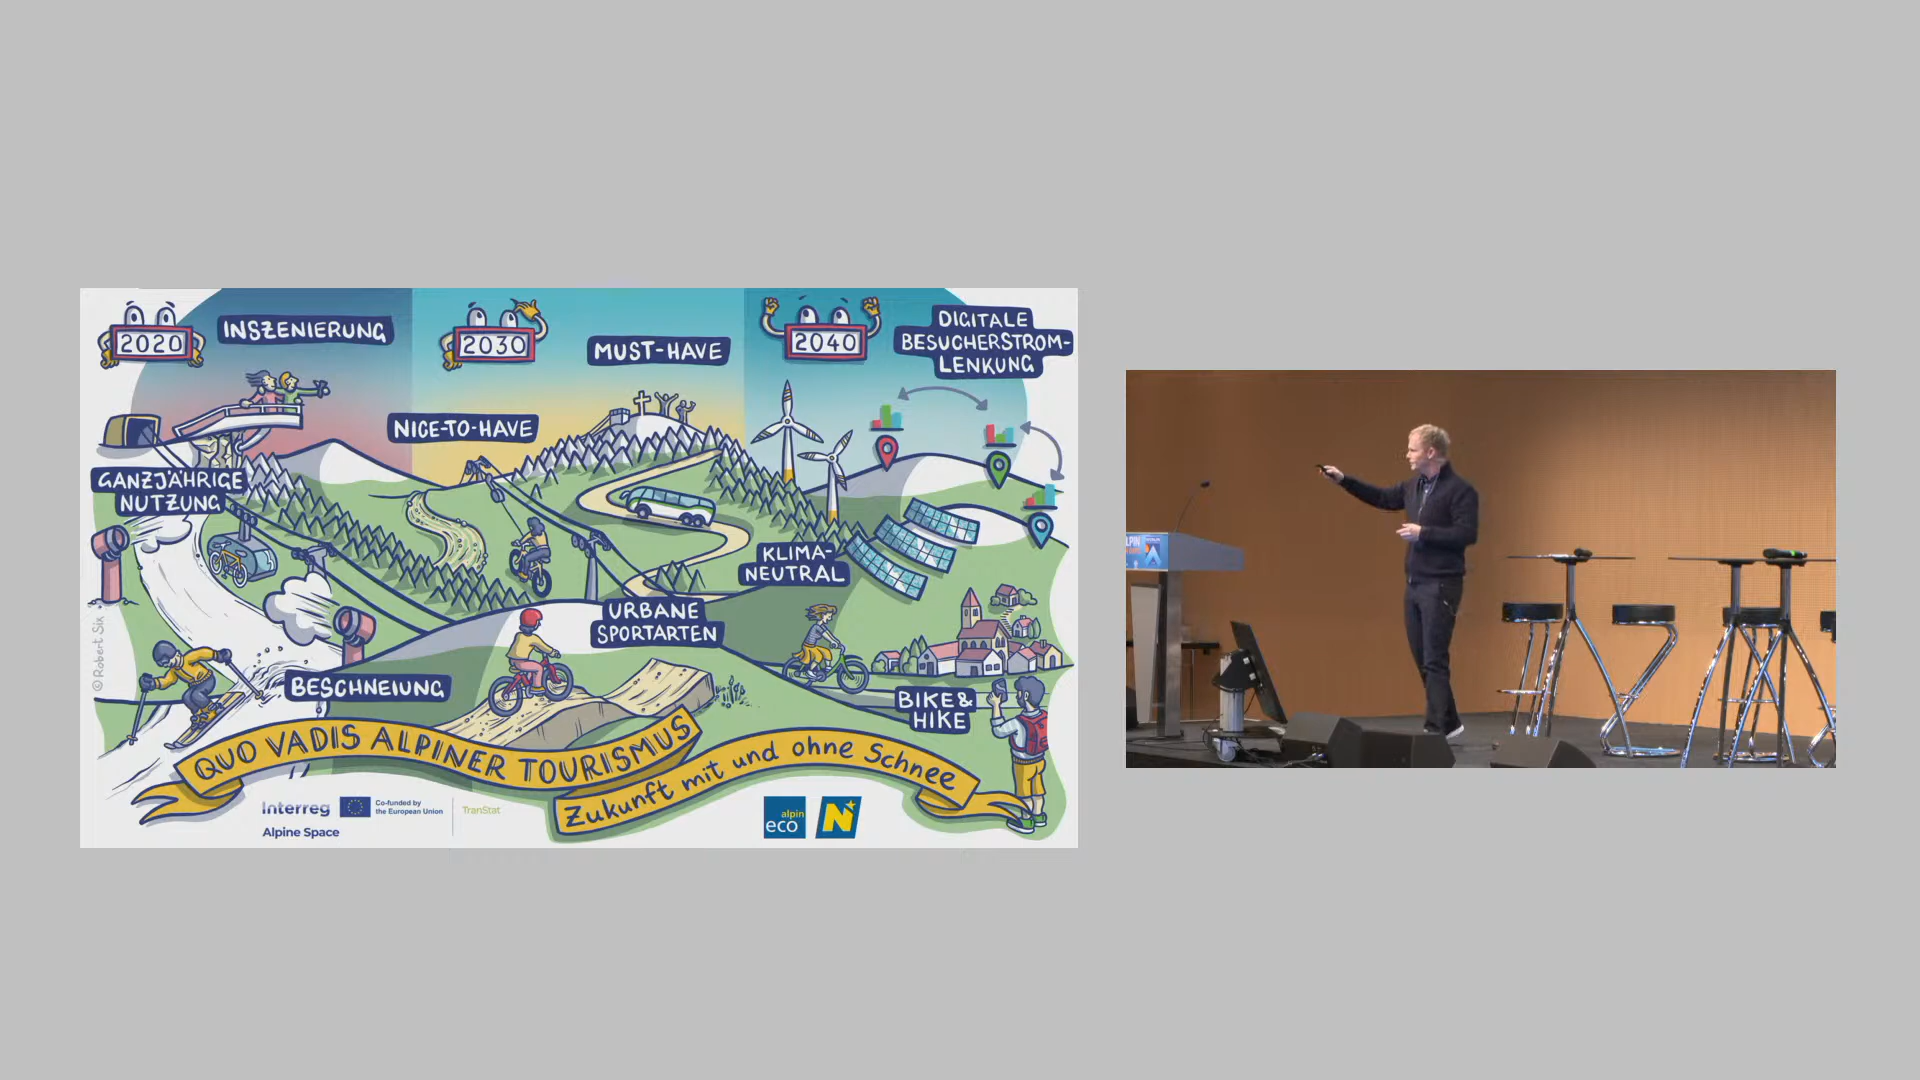 2020
INSZENIERUNG
2030
MUST-HAVE
2040
DIGITALE
BESUCHERSTROM-
LENKUNG
NICE-TO-HAVE
GANZJÄHRIGE
NUTZUNG
KLIMA-
NEUTRAL
URBANE
SPORTARTEN
BESCHNEIUNG
BIKE &
HIKE
©Robert Six
QUO VADIS ALPINER TOURISMUS
Zukunft mit und ohne Schnee
Interreg
Co-funded by
the European Union
TranStat
Alpine Space
alpin
eco
N